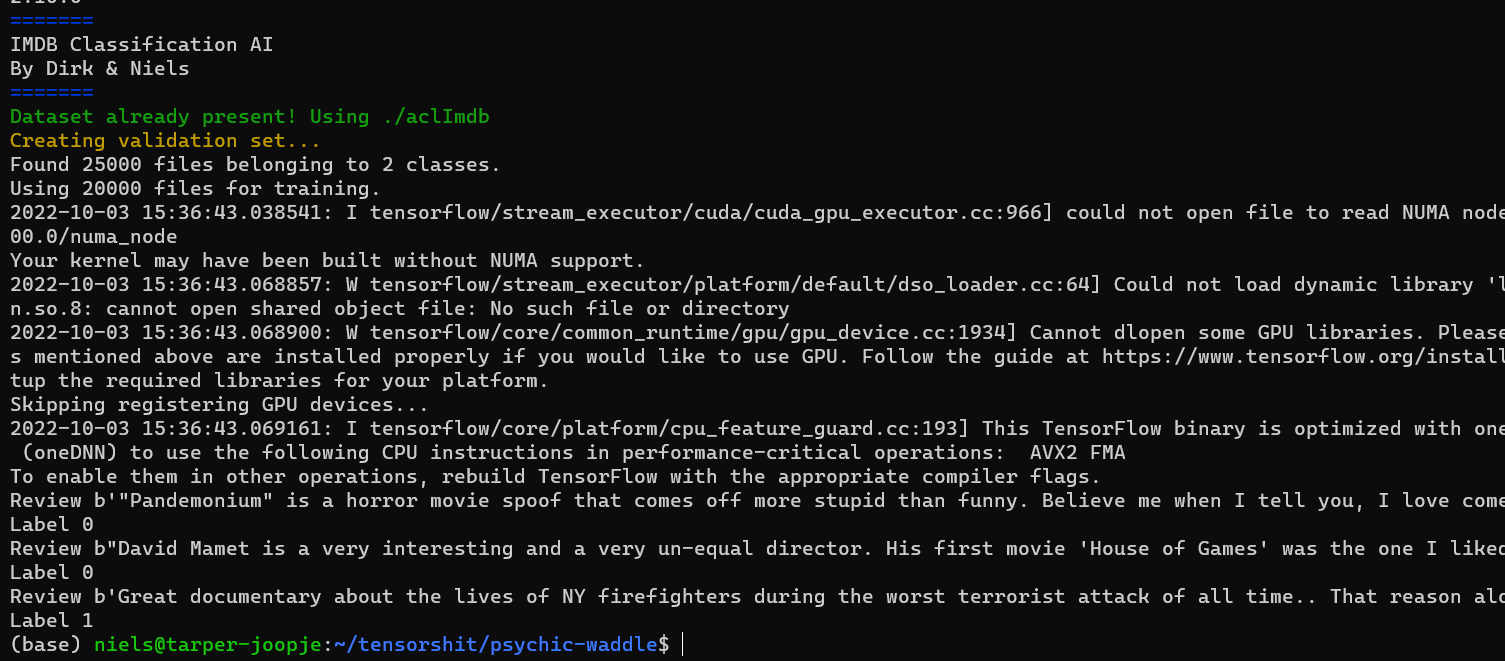 =======
IMDB Classification AI
By Dirk & Niels
=======
Dataset already present! Using ./aclImdb
Creating validation set...
Found 25000 files belonging to 2 classes.
Using 20000 files for training.
2022-10-03 15:36:43.038541: I tensorflow/stream_executor/cuda/cuda_gpu_executor.cc:966] could not open file to read NUMA node
00.0/numa_node
Your kernel may have been built without NUMA support.
2022-10-03 15:36:43.068857: W tensorflow/stream_executor/platform/default/dso_loader.cc:64] Could not load dynamic library 'l
n.so.8: cannot open shared object file: No such file or directory
2022-10-03 15:36:43.068900: W tensorflow/core/common_runtime/gpu/gpu_device.cc:1934] Cannot dlopen some GPU libraries. Please
s mentioned above are installed properly if you would like to use GPU. Follow the guide at https://www.tensorflow.org/install
tup the required libraries for your platform.
Skipping registering GPU devices...
2022-10-03 15:36:43.069161: I tensorflow/core/platform/cpu_feature_guard.cc:193] This TensorFlow binary is optimized with one
 (oneDNN) to use the following CPU instructions in performance-critical operations:  AVX2 FMA
To enable them in other operations, rebuild TensorFlow with the appropriate compiler flags.
Review b'"Pandemonium" is a horror movie spoof that comes off more stupid than funny. Believe me when I tell you, I love come
Label 0
Review b"David Mamet is a very interesting and a very un-equal director. His first movie 'House of Games' was the one I liked
Label 0
Review b'Great documentary about the lives of NY firefighters during the worst terrorist attack of all time.. That reason alo
Label 1
(base) niels@tarper-joopje:~/tensorshit/psychic-waddle$